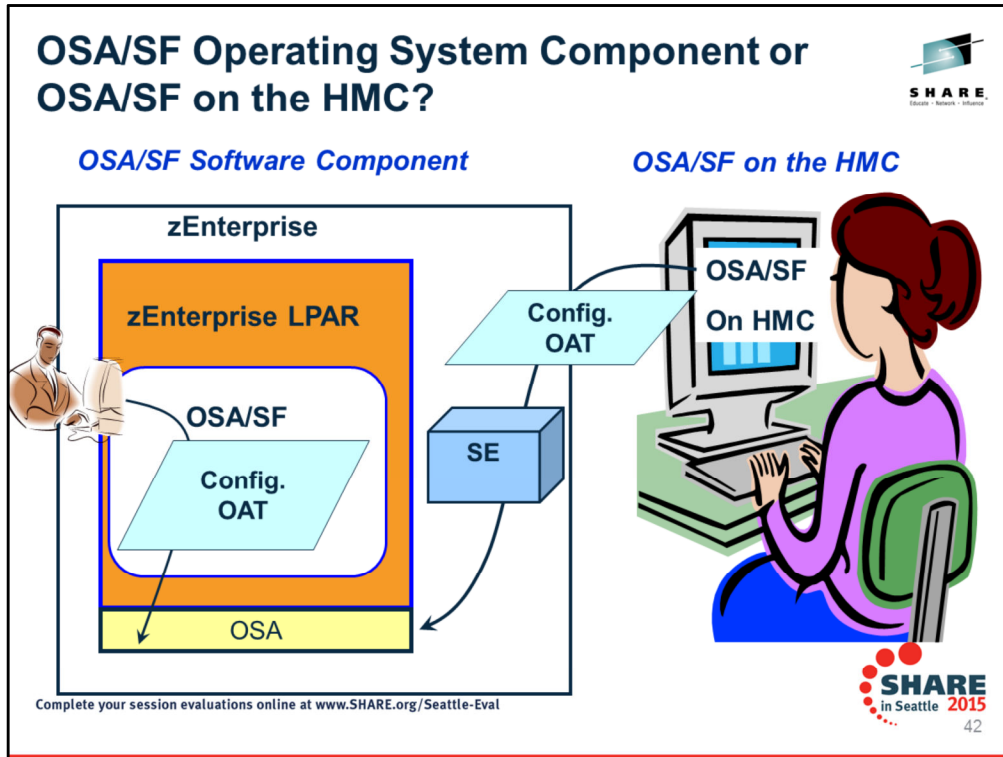 OSA/SF Operating System Component or
OSA/SF on the HMC?
SHARE
Educate · Network · Influence
OSA/SF Software Component
OSA/SF on the HMC
zEnterprise
zEnterprise LPAR
OSA/SF
Config.
OAT
OSA
Config.
OAT
SE
OSA/SF
On HMC
Complete your session evaluations online at www.SHARE.org/Seattle-Eval
SHARE
in Seattle 2015
42